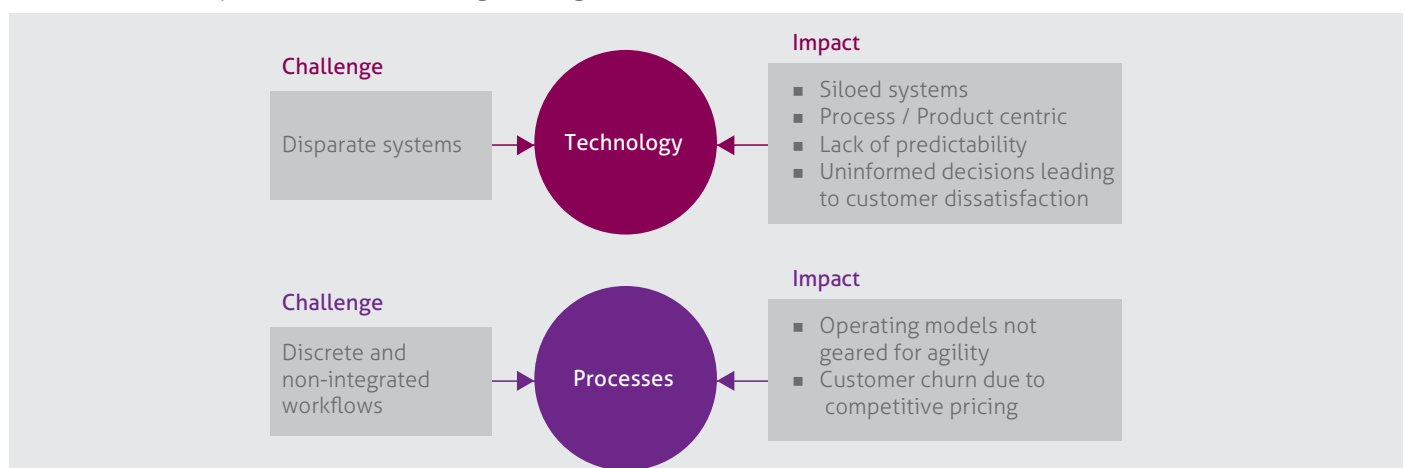 Challenge
Disparate systems
Technology
Impact
■ Siloed systems
■ Process / Product centric
■ Lack of predictability
■ Uninformed decisions leading
to customer dissatisfaction
Challenge
Discrete and
non-integrated
workflows
Processes
Impact
■ Operating models not
geared for agility
■ Customer churn due to
competitive pricing